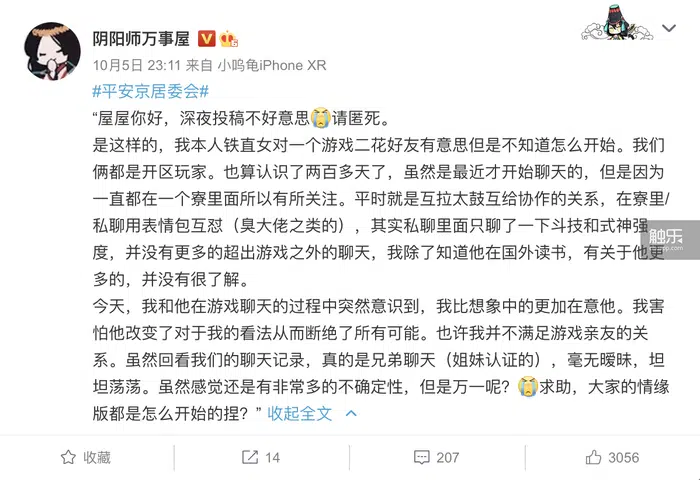 阴阳师万事屋
10月5日 23:11 来自 小呜龟iPhone XR
#平安京居委会#
“屋屋你好，深夜投稿不好意思😭请匿死。
是这样的，我本人铁直女对一个游戏二花好友有意思但是不知道怎么开始。我们
俩都是开区玩家。也算认识了两百多天了，虽然是最近才开始聊天的，但是因为
一直都在一个寮里面所以有所关注。平时就是互拉太鼓互给协作的关系，在寮里/
私聊用表情包互怼（臭大佬之类的），其实私聊里面只聊了一下斗技和式神强
度，并没有更多的超出游戏之外的聊天，我除了知道他在国外读书，有关于他更
多的，并没有很了解。
今天，我和他在游戏聊天的过程中突然意识到，我比想象中的更加在意他。我害
怕他改变了对于我的看法从而断绝了所有可能。也许我并不满足游戏亲友的关
系。虽然回看我们的聊天记录，真的是兄弟聊天（姐妹认证的），毫无暧昧，坦
坦荡荡。虽然感觉还是有非常多的不确定性，但是万一呢？😭求助，大家的情缘
版都是怎么开始的捏？” 收起全文
触乐
收藏 14 207 3056